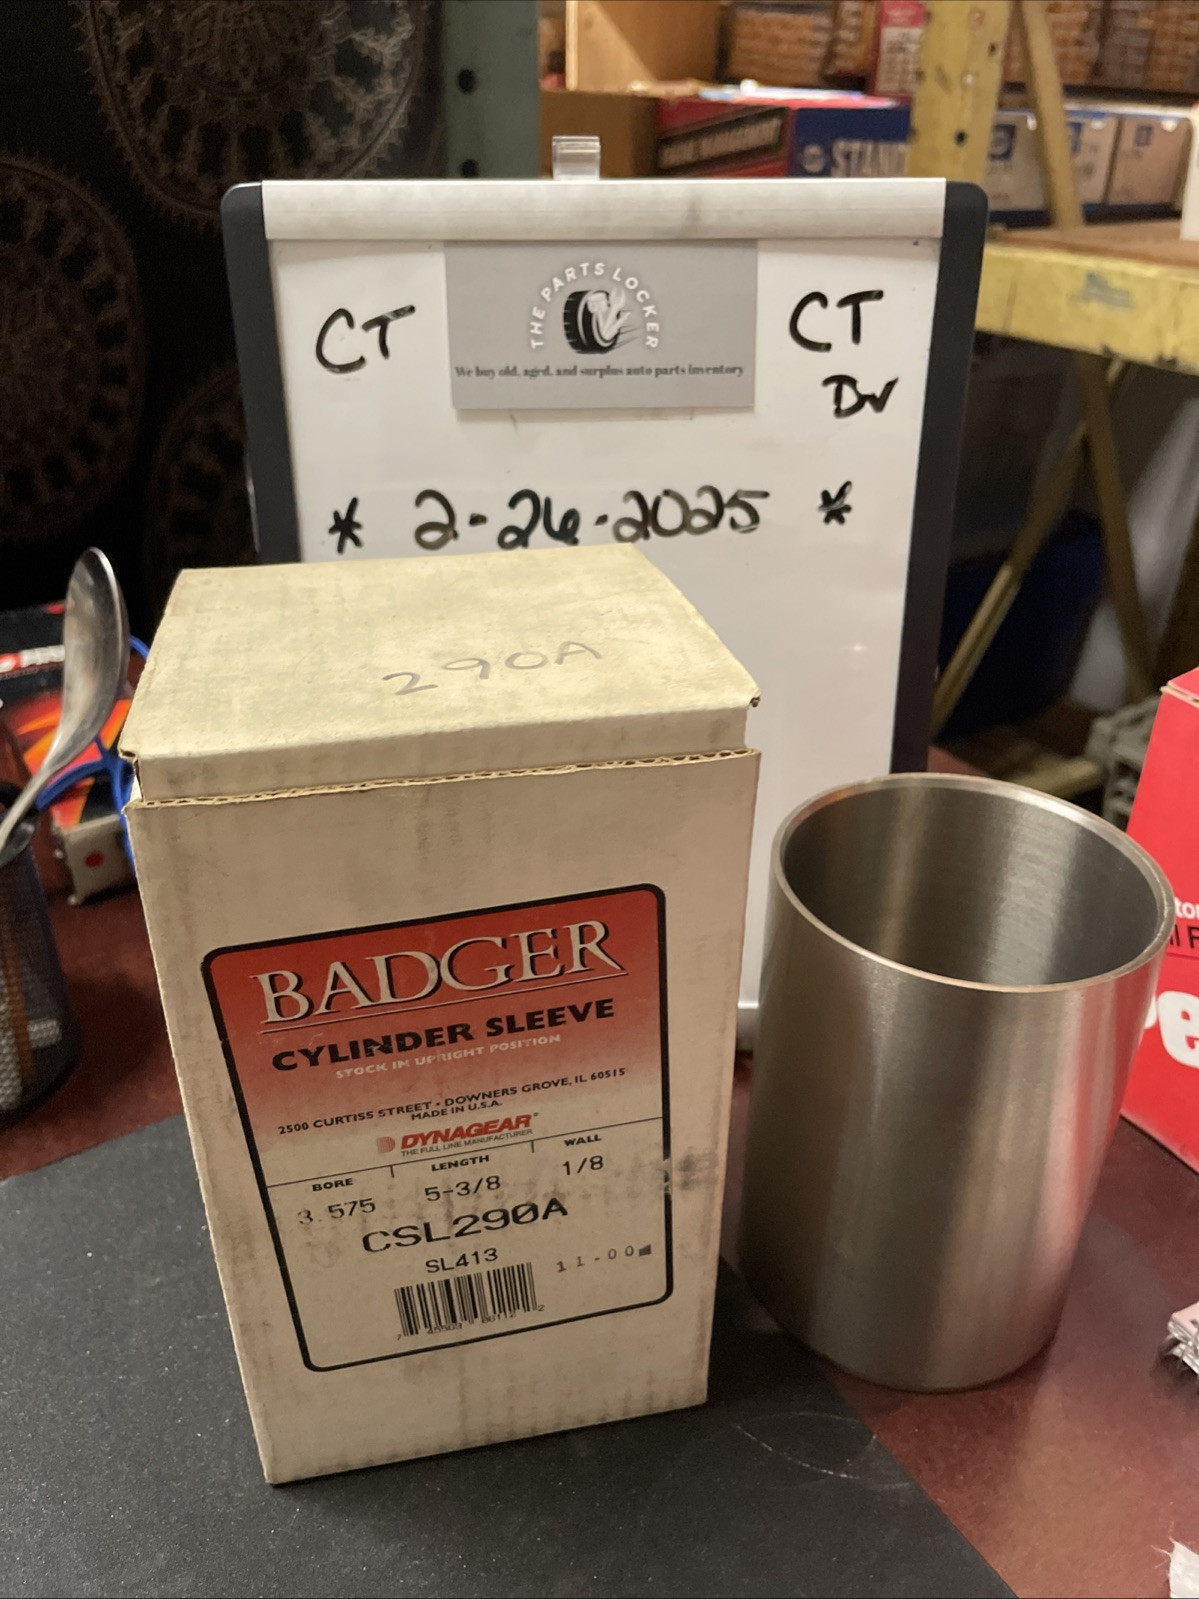 STAND
THE PARTS LOCKER
We buy old, aged, and surplus auto parts inventory
CT
CT
DV
* 2-26-2025 *
290A
BADGER
CYLINDER SLEEVE
STOCK IN UPRIGHT POSITION
2500 CURTISS STREET • DOWNERS GROVE, IL 60515
MADE IN U.S.A.
DYNAGEAR
THE FULL LINE MANUFACTURER
BORE LENGTH WALL
3.575 5-3/8 1/8
CSL290A
SL413
11-00